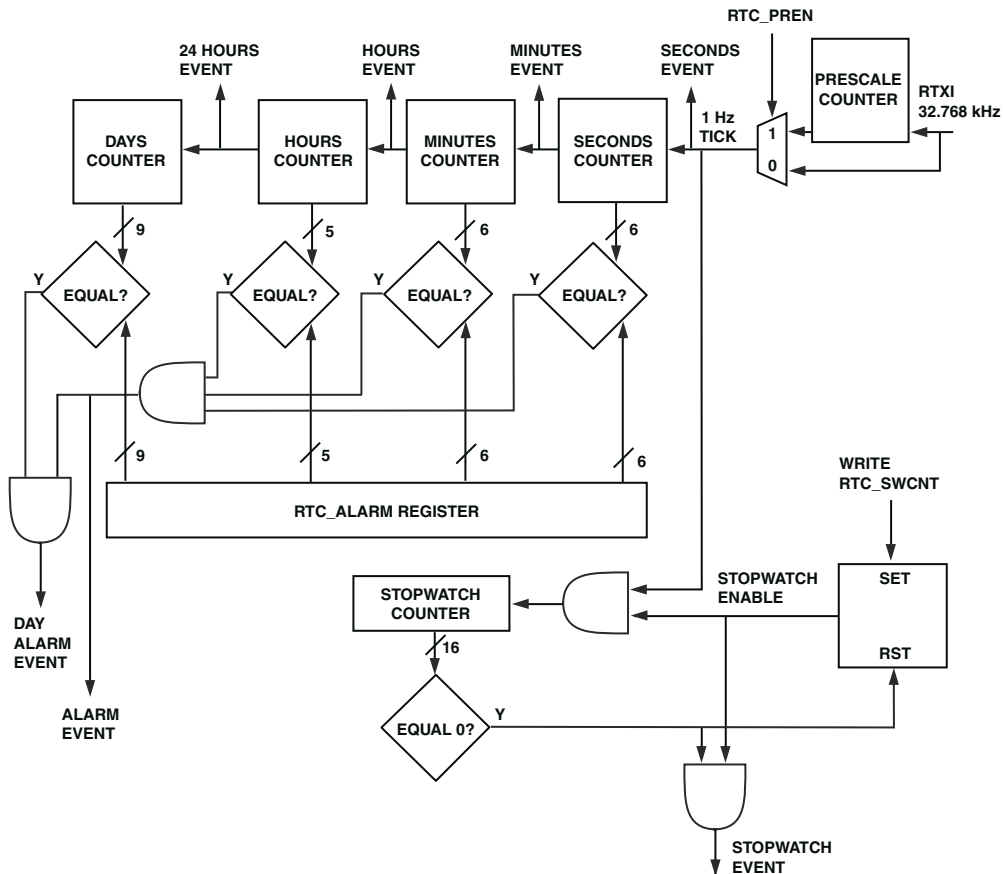 RTC_PREN
24 HOURS
EVENT
HOURS
EVENT
MINUTES
EVENT
SECONDS
EVENT
PRESCALE
COUNTER
RTXI
32.768 kHz
1 Hz
TICK
1
0
DAYS
COUNTER
HOURS
COUNTER
MINUTES
COUNTER
SECONDS
COUNTER
9
5
6
6
Y
EQUAL?
Y
EQUAL?
Y
EQUAL?
Y
EQUAL?
9
5
6
6
RTC_ALARM REGISTER
WRITE
RTC_SWCNT
STOPWATCH
COUNTER
STOPWATCH
ENABLE
SET
RST
16
EQUAL 0?
Y
DAY
ALARM
EVENT
ALARM
EVENT
STOPWATCH
EVENT